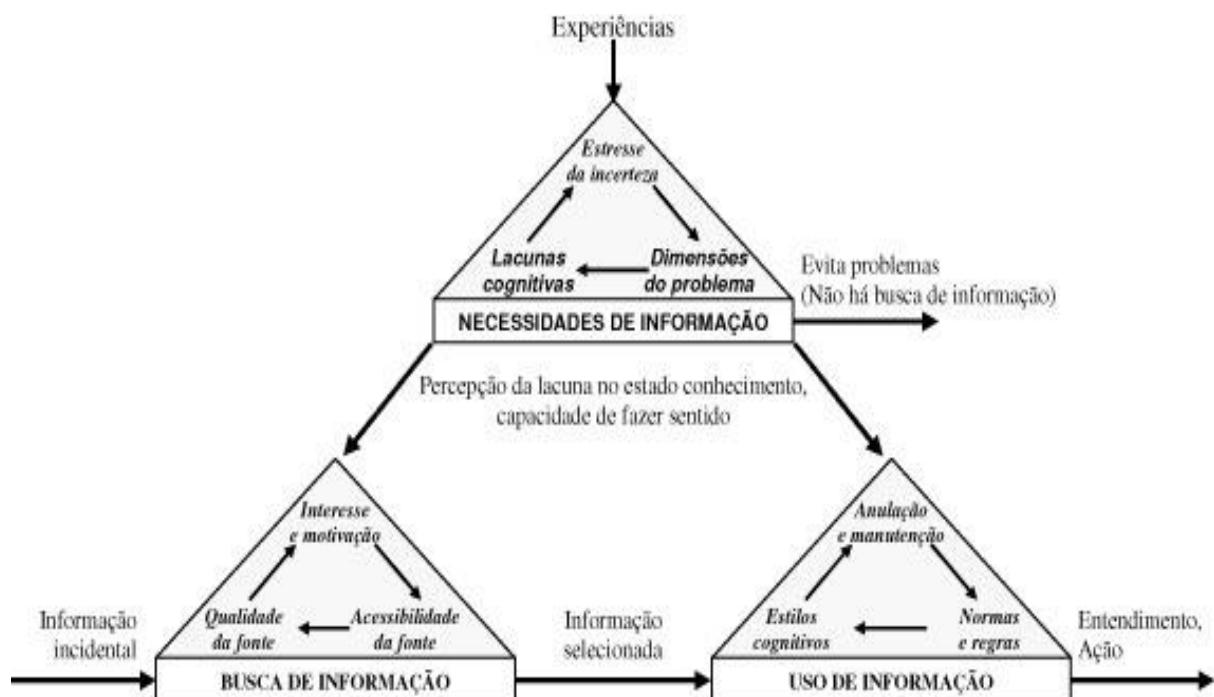 Experiências
Estresse
da incerteza
Lacunas
cognitivas
Dimensões
do problema
NECESSIDADES DE INFORMAÇÃO
Evita problemas
(Não há busca de informação)
Percepção da lacuna no estado conhecimento,
capacidade de fazer sentido
Interesse
e motivação
Qualidade
da fonte
Acessibilidade
da fonte
Anulação
e manutenção
Estilos
cognitivos
Normas
e regras
Informação
incidental
BUSCA DE INFORMAÇÃO
Informação
selecionada
USO DE INFORMAÇÃO
Entendimento,
Ação